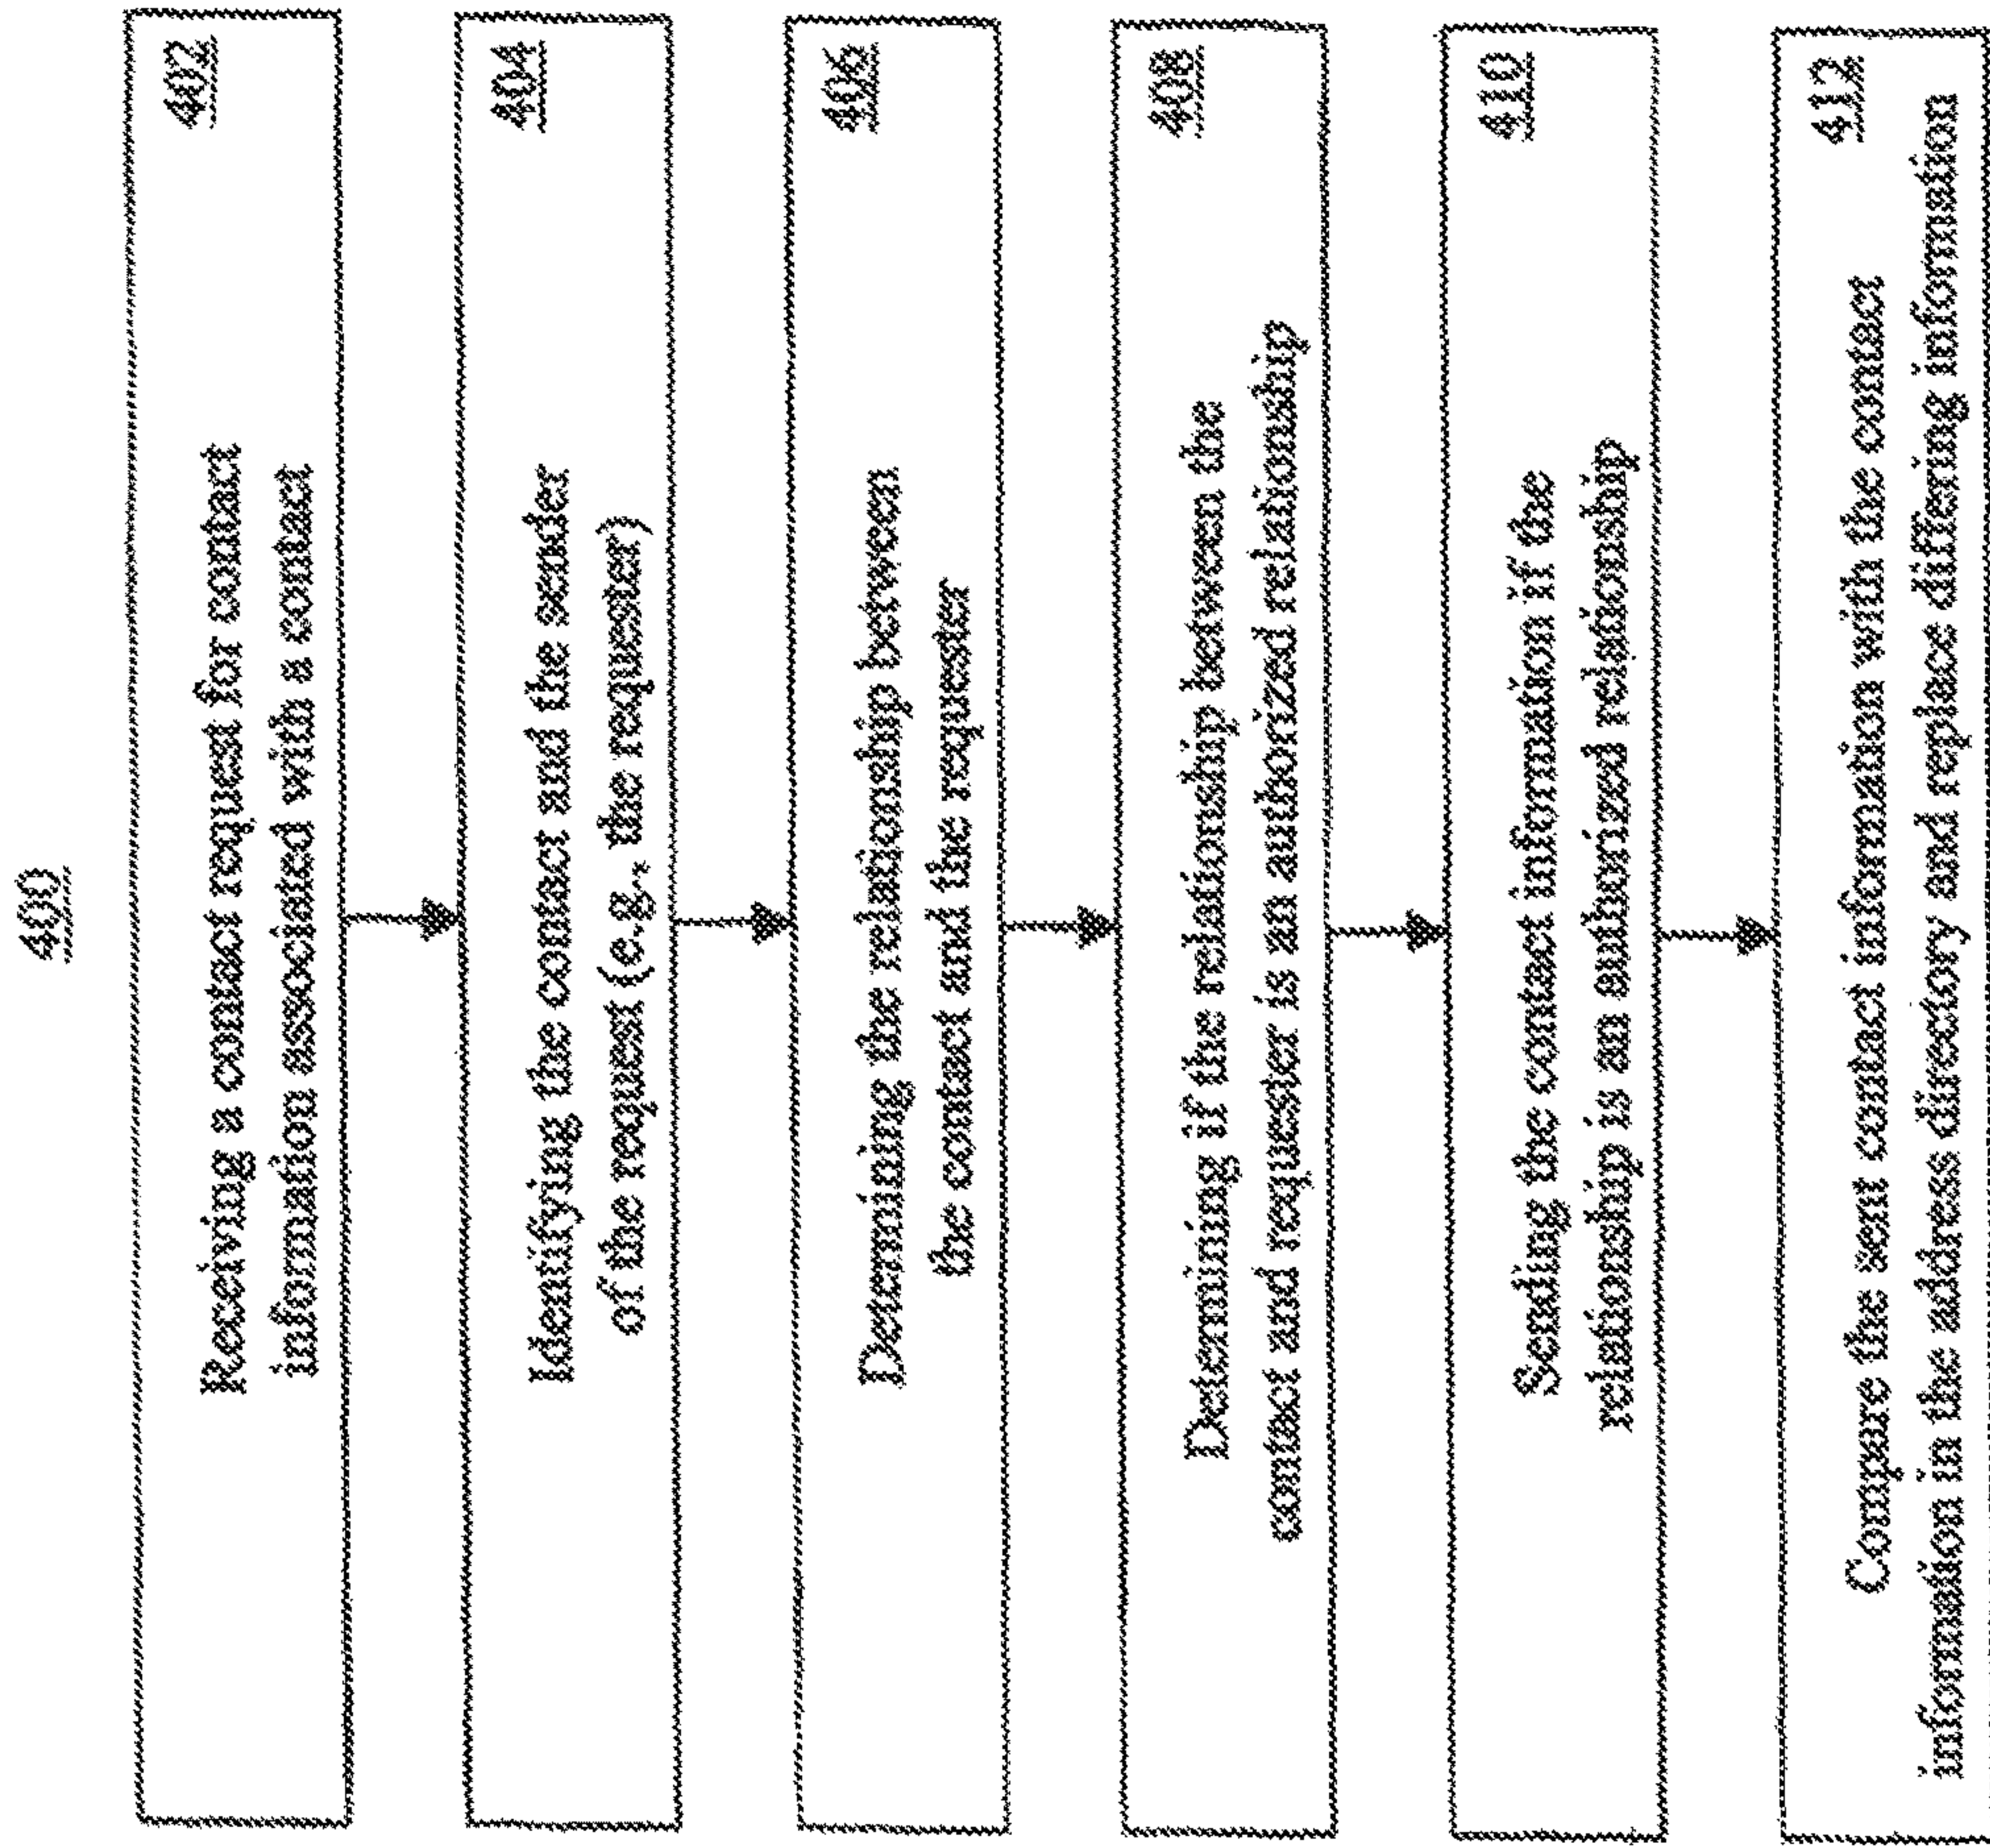 400
402
Receiving a contact request for contact
information associated with a contact
404
Identifying the contact and the sender
of the request (e.g., the requester)
406
Determining the relationship between
the contact and the requester
408
Determining if the relationship between the
contact and requester is an authorized relationship
410
Sending the contact information if the
relationship is an authorized relationship
412
Compare the sent contact information with the contact
information in the address directory and replace differing information